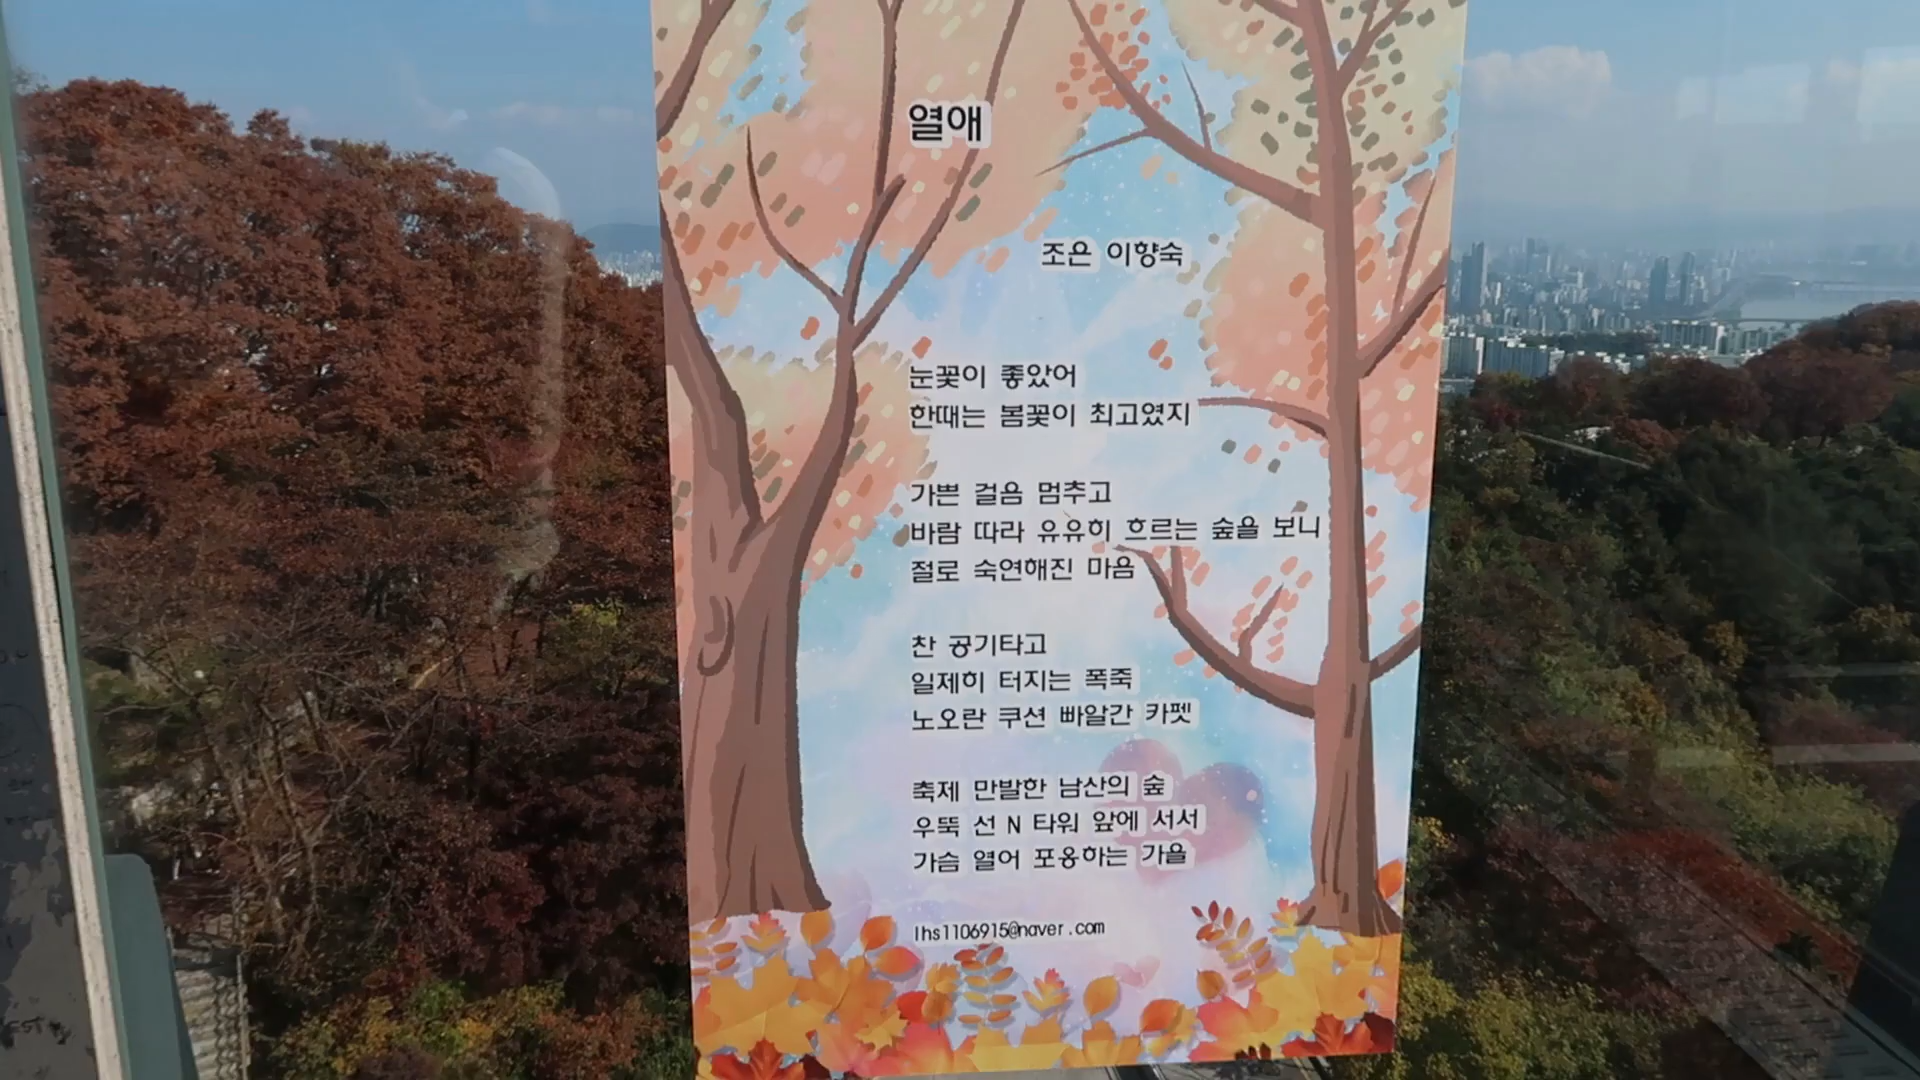 열애
조은 이향숙
눈꽃이 좋았어
한때는 봄꽃이 최고였지
가쁜 걸음 멈추고
바람 따라 유유히 흐르는 숲을 보니
절로 숙연해진 마음
찬 공기타고
일제히 터지는 폭죽
노오란 쿠션 빠알간 카펫
축제 만발한 남산의 숲
우뚝 선 N 타워 앞에 서서
가슴 열어 포옹하는 가을
lhs1106915@naver.com